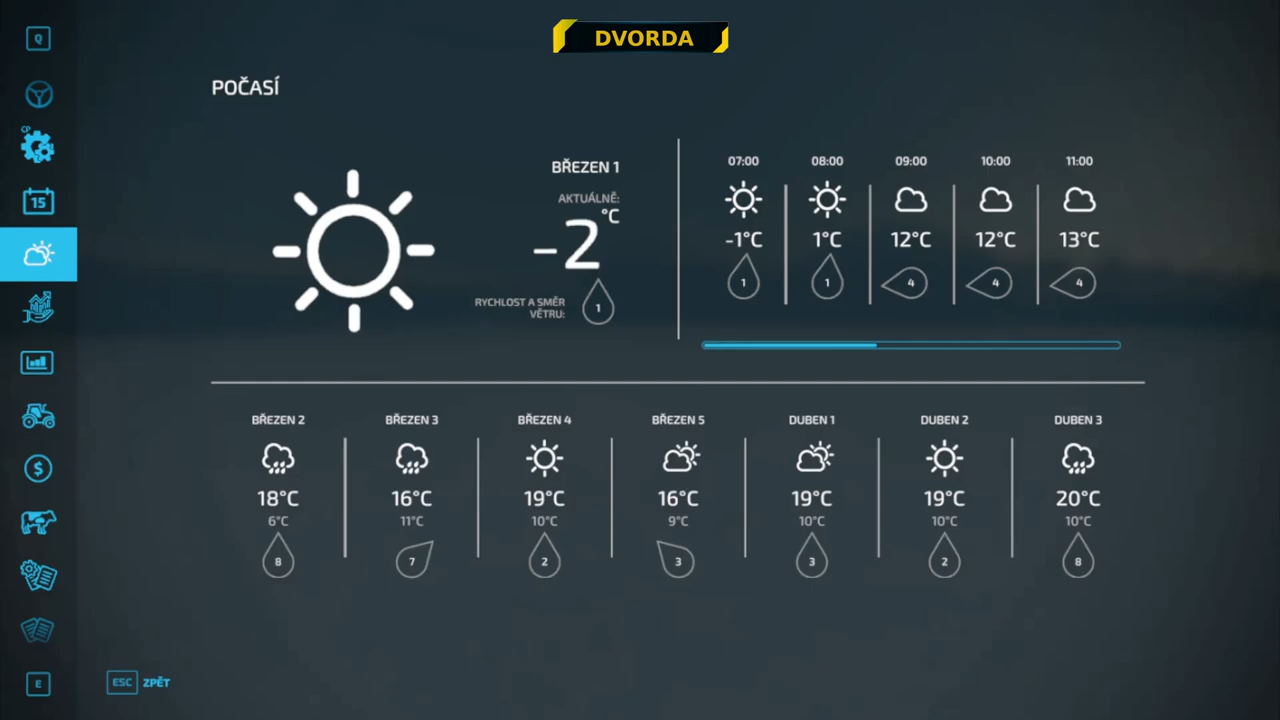 Q
DVORDA
POČASÍ
CP
15
BŘEZEN 1
AKTUÁLNĚ:
-2 °C
RYCHLOST A SMĚR
VĚTRU:
1
07:00 08:00 09:00 10:00 11:00
-1°C 1°C 12°C 12°C 13°C
1 1 4 4 4
BŘEZEN 2 BŘEZEN 3 BŘEZEN 4 BŘEZEN 5 DUBEN 1 DUBEN 2 DUBEN 3
18°C 16°C 19°C 16°C 19°C 19°C 20°C
6°C 11°C 10°C 9°C 10°C 10°C 10°C
8 7 2 3 3 2 8
$
E
ESC ZPĚT